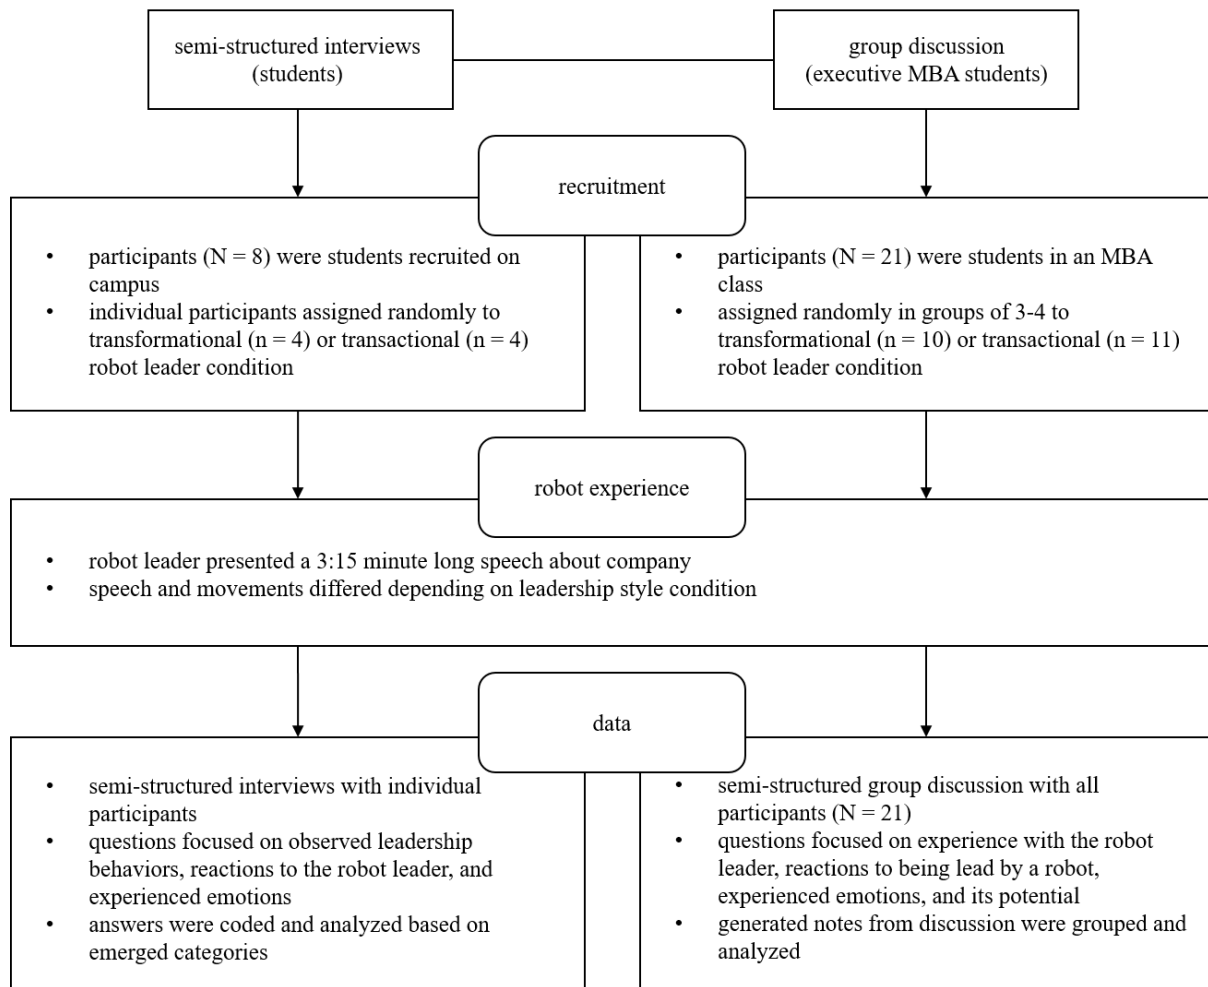 semi-structured interviews
(students)
group discussion
(executive MBA students)
recruitment
• participants (N = 8) were students recruited on
campus
• individual participants assigned randomly to
transformational (n = 4) or transactional (n = 4)
robot leader condition
• participants (N = 21) were students in an MBA
class
• assigned randomly in groups of 3-4 to
transformational (n = 10) or transactional (n = 11)
robot leader condition
robot experience
• robot leader presented a 3:15 minute long speech about company
• speech and movements differed depending on leadership style condition
data
• semi-structured interviews with individual
participants
• questions focused on observed leadership
behaviors, reactions to the robot leader, and
experienced emotions
• answers were coded and analyzed based on
emerged categories
• semi-structured group discussion with all
participants (N = 21)
• questions focused on experience with the robot
leader, reactions to being lead by a robot,
experienced emotions, and its potential
• generated notes from discussion were grouped and
analyzed